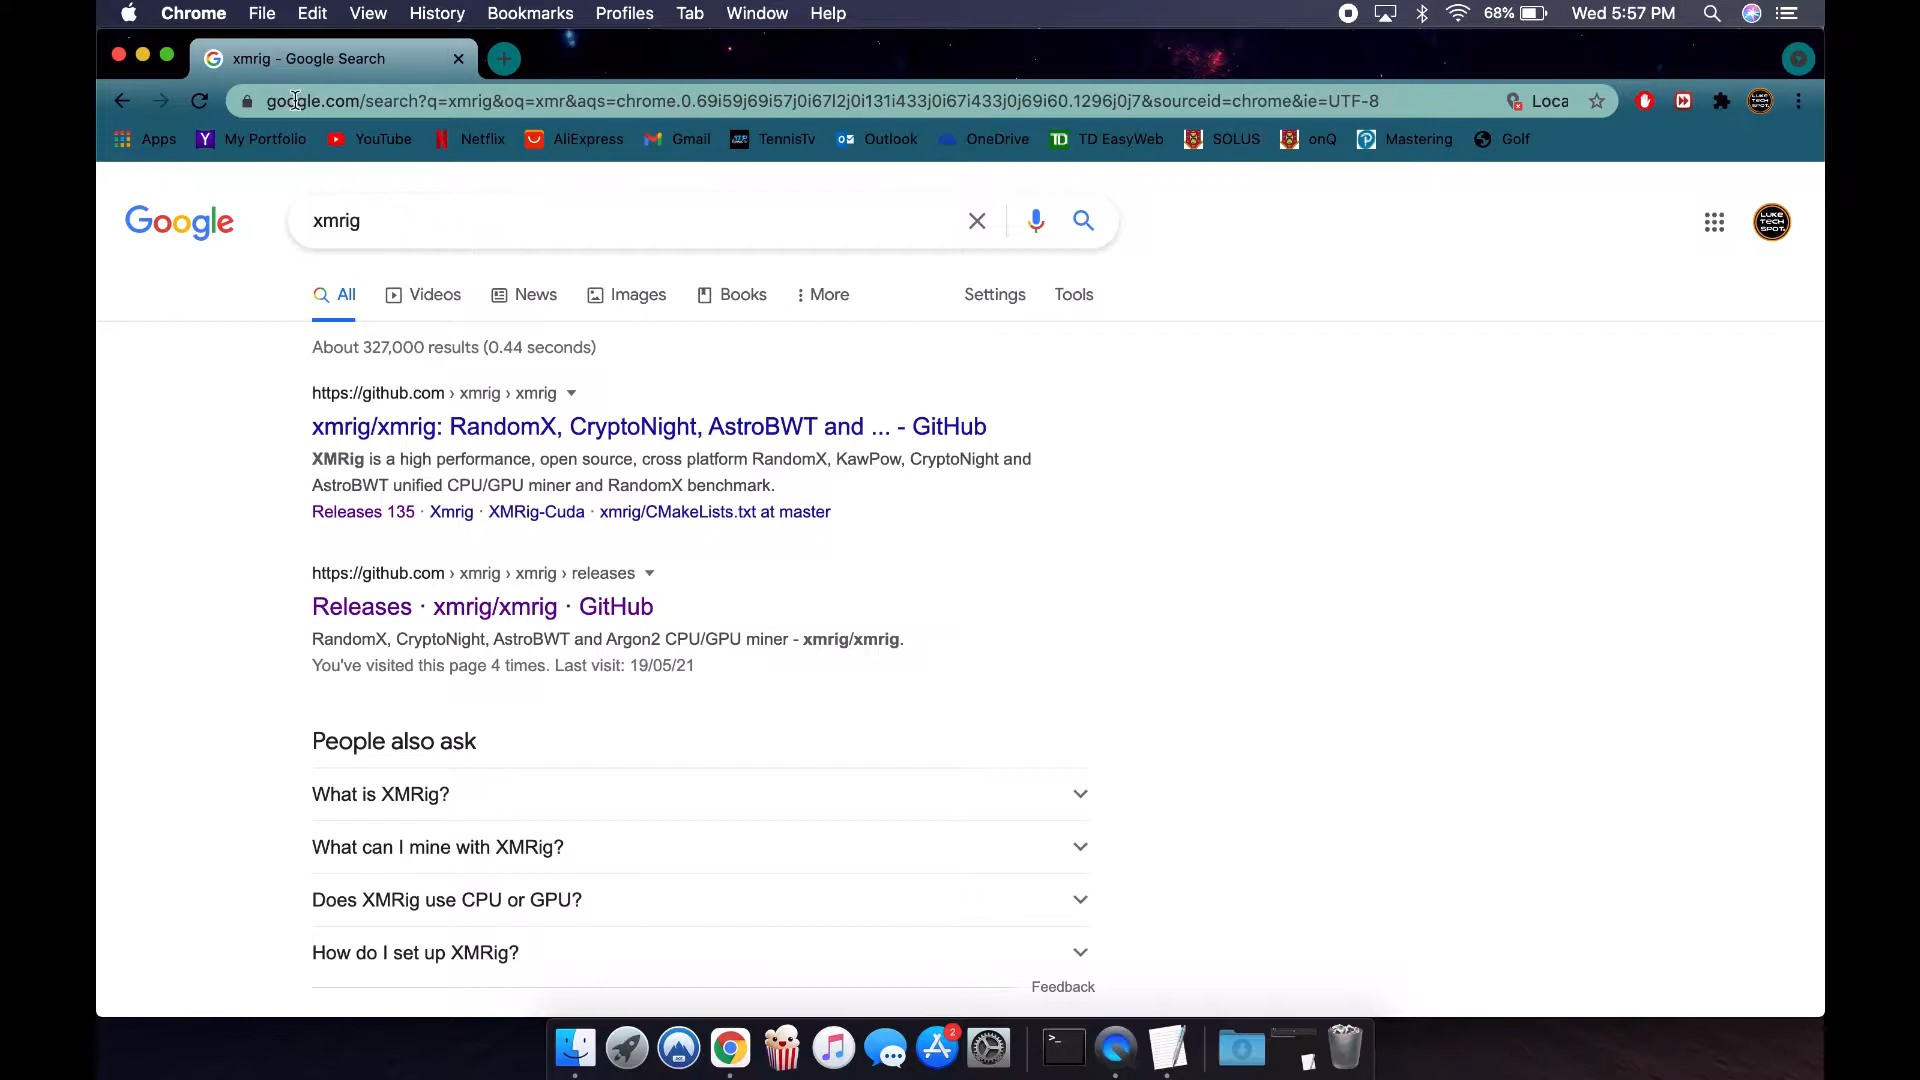 Chrome File Edit View History Bookmarks Profiles Tab Window Help 68% Wed 5:57 PM
xmrig - Google Search
google.com/search?q=xmrig&oq=xmr&aqs=chrome.0.69i59j69i57j0i67l2j0i131i433j0i67i433j0j69i60.1296j0j7&sourceid=chrome&ie=UTF-8 Loca
Apps My Portfolio YouTube Netflix AliExpress Gmail TennisTv Outlook OneDrive TD EasyWeb SOLUS onQ Mastering Golf
Google xmrig LUKE TECH SPOT
All Videos News Images Books More Settings Tools
About 327,000 results (0.44 seconds)
https://github.com › xmrig › xmrig
xmrig/xmrig: RandomX, CryptoNight, AstroBWT and ... - GitHub
XMRig is a high performance, open source, cross platform RandomX, KawPow, CryptoNight and
AstroBWT unified CPU/GPU miner and RandomX benchmark.
Releases 135 · Xmrig · XMRig-Cuda · xmrig/CMakeLists.txt at master
https://github.com › xmrig › xmrig › releases
Releases · xmrig/xmrig · GitHub
RandomX, CryptoNight, AstroBWT and Argon2 CPU/GPU miner - xmrig/xmrig.
You've visited this page 4 times. Last visit: 19/05/21
People also ask
What is XMRig?
What can I mine with XMRig?
Does XMRig use CPU or GPU?
How do I set up XMRig?
Feedback
2